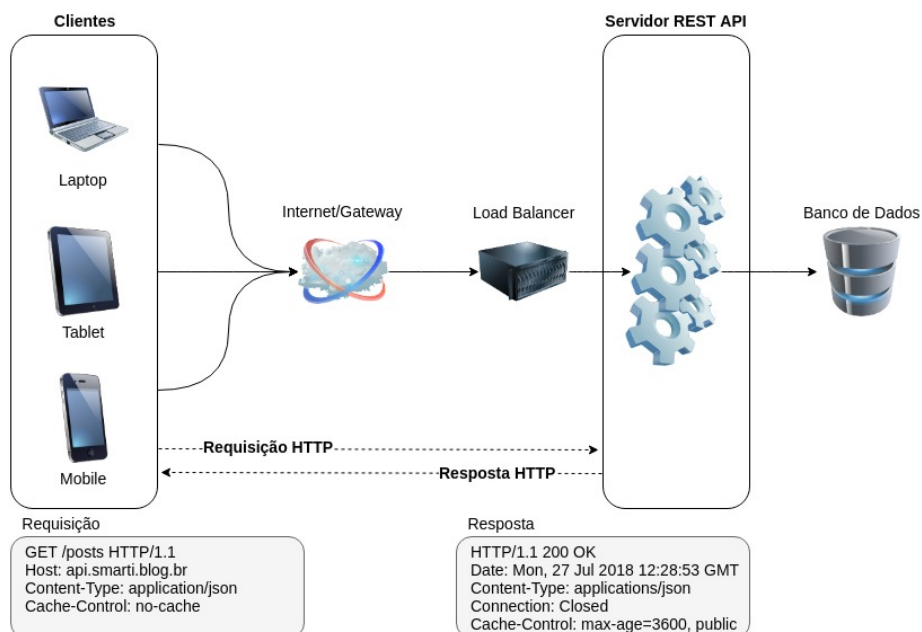 Clientes
Servidor REST API
Laptop
Internet/Gateway
Load Balancer
Banco de Dados
Tablet
Mobile
Requisição HTTP
Resposta HTTP
Requisição
GET /posts HTTP/1.1
Host: api.smarti.blog.br
Content-Type: application/json
Cache-Control: no-cache
Resposta
HTTP/1.1 200 OK
Date: Mon, 27 Jul 2018 12:28:53 GMT
Content-Type: applications/json
Connection: Closed
Cache-Control: max-age=3600, public